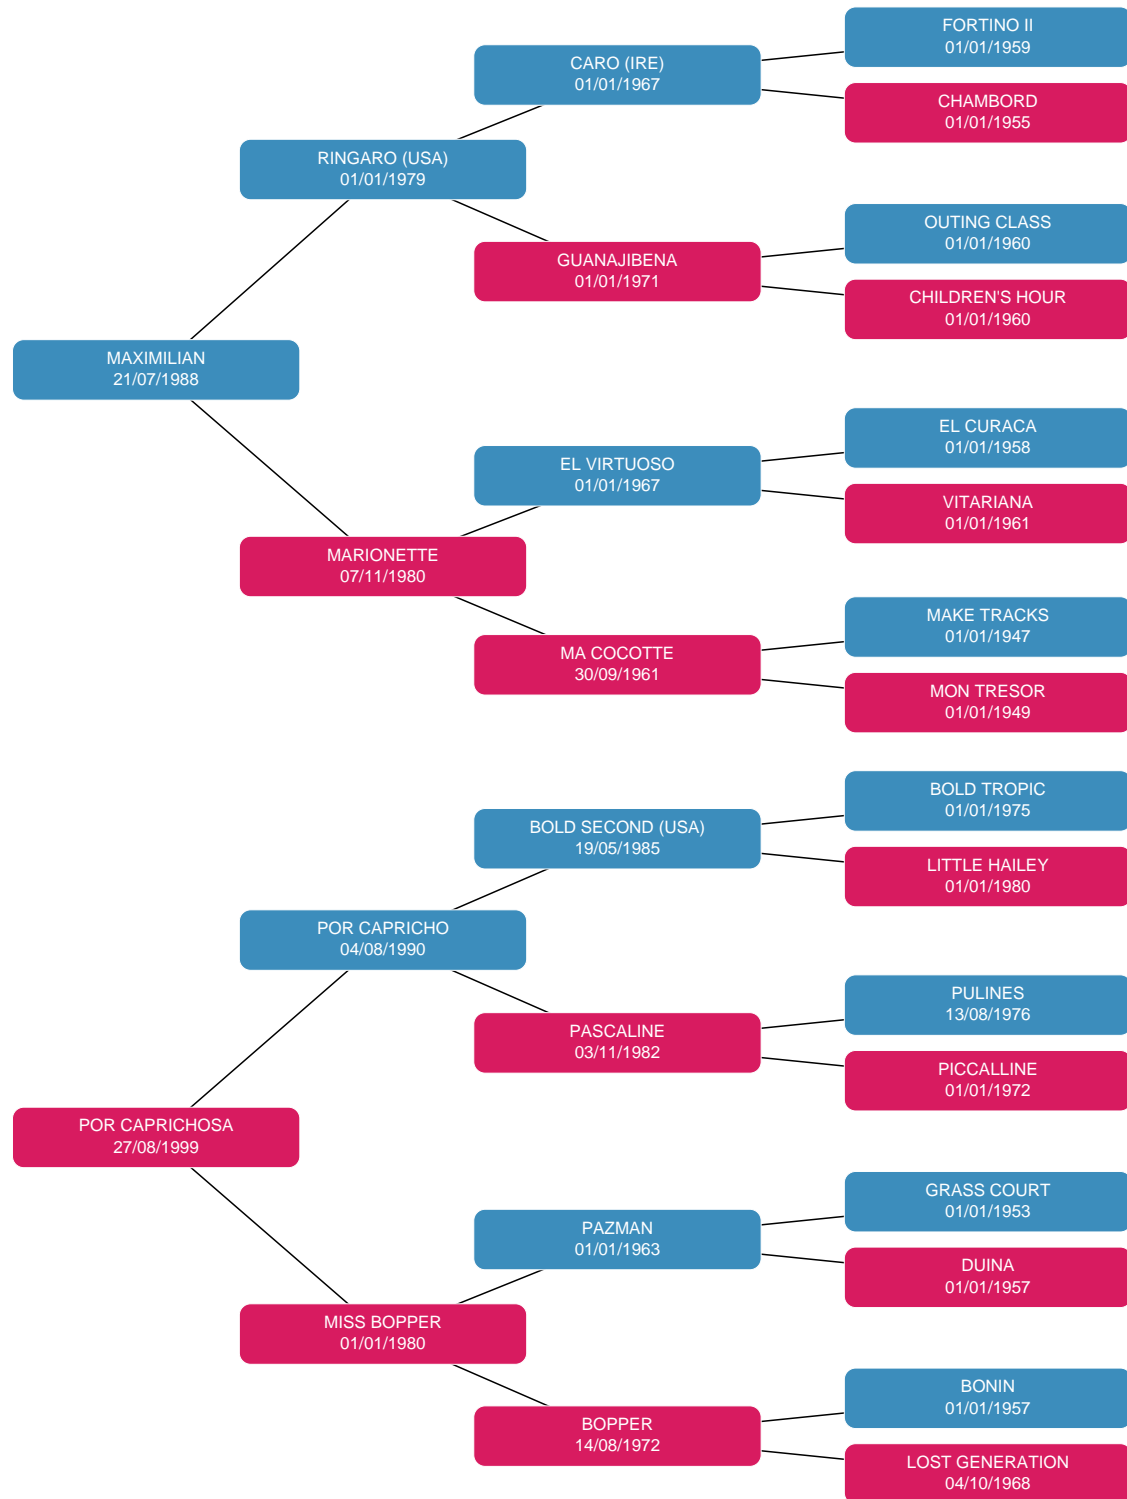 FORTINO II
01/01/1959
CARO (IRE)
01/01/1967
CHAMBORD
01/01/1955
RINGARO (USA)
01/01/1979
OUTING CLASS
01/01/1960
GUANAJIBENA
01/01/1971
CHILDREN'S HOUR
01/01/1960
MAXIMILIAN
21/07/1988
EL CURACA
01/01/1958
EL VIRTUOSO
01/01/1967
VITARIANA
01/01/1961
MARIONETTE
07/11/1980
MAKE TRACKS
01/01/1947
MA COCOTTE
30/09/1961
MON TRESOR
01/01/1949
BOLD TROPIC
01/01/1975
BOLD SECOND (USA)
19/05/1985
LITTLE HAILEY
01/01/1980
POR CAPRICHO
04/08/1990
PULINES
13/08/1976
PASCALINE
03/11/1982
PICCALLINE
01/01/1972
POR CAPRICHOSA
27/08/1999
GRASS COURT
01/01/1953
PAZMAN
01/01/1963
DUINA
01/01/1957
MISS BOPPER
01/01/1980
BONIN
01/01/1957
BOPPER
14/08/1972
LOST GENERATION
04/10/1968